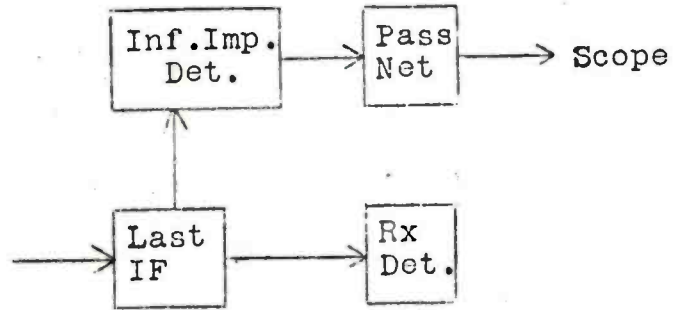 Inf.Imp.
Det.
Pass
Net
Scope
Last
IF
Rx
Det.